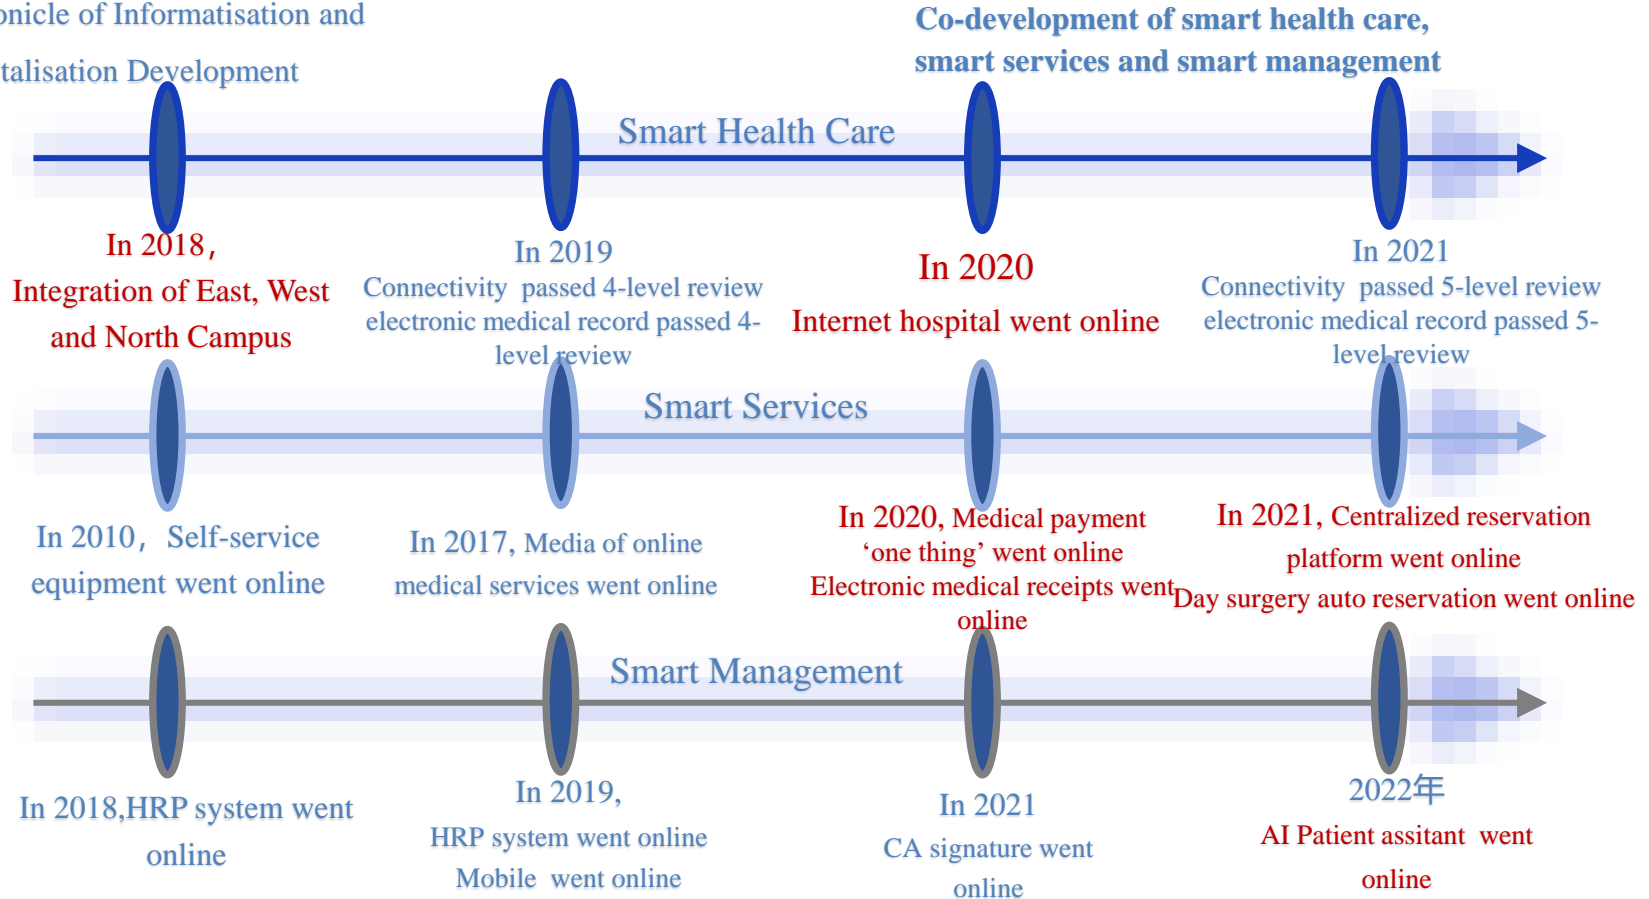 onicle of Informatisation and
talisation Development
Co-development of smart health care,
smart services and smart management
Smart Health Care
In 2018，
Integration of East, West
and North Campus
In 2019
Connectivity passed 4-level review
electronic medical record passed 4-
level review
In 2020
Internet hospital went online
In 2021
Connectivity passed 5-level review
electronic medical record passed 5-
level review
Smart Services
In 2010，Self-service
equipment went online
In 2017, Media of online
medical services went online
In 2020, Medical payment
‘one thing’ went online
Electronic medical receipts went
online
In 2021, Centralized reservation
platform went online
Day surgery auto reservation went online
Smart Management
In 2018,HRP system went
online
In 2019,
HRP system went online
Mobile went online
In 2021
CA signature went
online
2022年
AI Patient assitant went
online